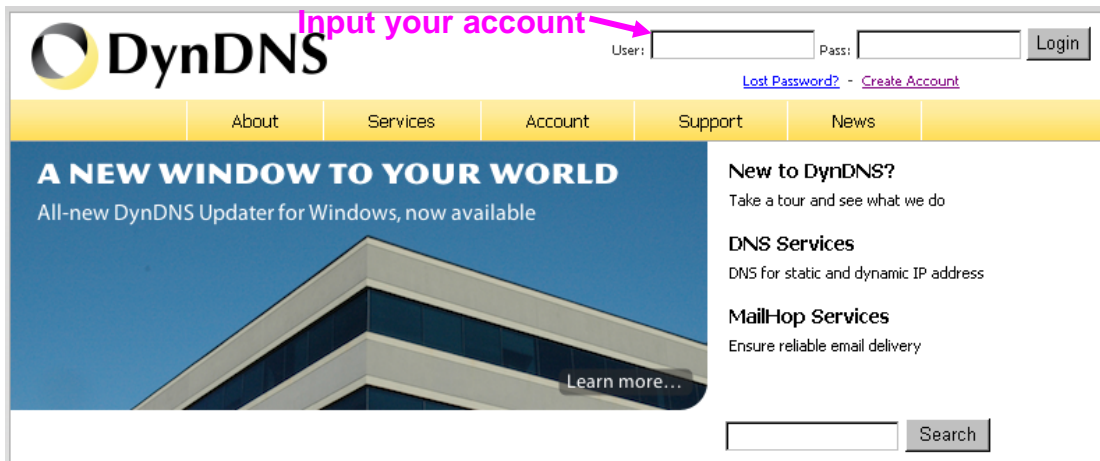 Input your account
DynDNS
User: Pass: Login
Lost Password? - Create Account
About Services Account Support News
A NEW WINDOW TO YOUR WORLD
All-new DynDNS Updater for Windows, now available
Learn more...
New to DynDNS?
Take a tour and see what we do
DNS Services
DNS for static and dynamic IP address
MailHop Services
Ensure reliable email delivery
Search